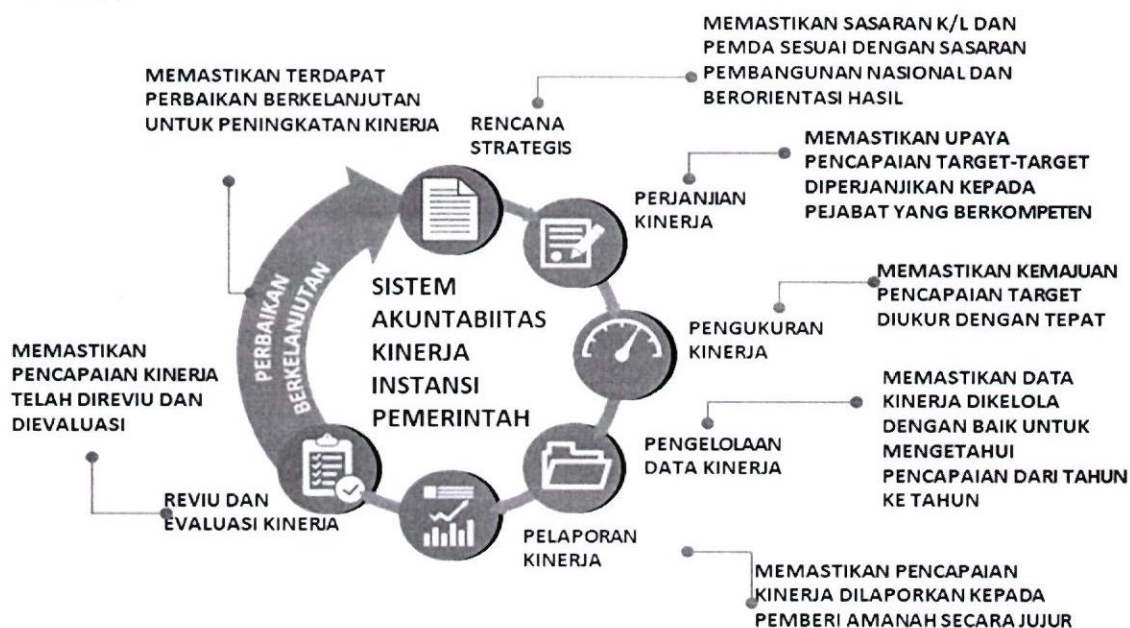 MEMASTIKAN SASARAN K/L DAN
PEMDA SESUAI DENGAN SASARAN
PEMBANGUNAN NASIONAL DAN
BERORIENTASI HASIL
MEMASTIKAN TERDAPAT
PERBAIKAN BERKELANJUTAN
UNTUK PENINGKATAN KINERJA
RENCANA
STRATEGIS
MEMASTIKAN UPAYA
PENCAPAIAN TARGET-TARGET
DIPERJANJIKAN KEPADA
PEJABAT YANG BERKOMPETEN
PERJANJIAN
KINERJA
MEMASTIKAN KEMAJUAN
PENCAPAIAN TARGET
DIUKUR DENGAN TEPAT
PENGUKURAN
KINERJA
SISTEM
AKUNTABIITAS
KINERJA
INSTANSI
PEMERINTAH
PERBAIKAN
BERKELANJUTAN
MEMASTIKAN
PENCAPAIAN KINERJA
TELAH DIREVIU DAN
DIEVALUASI
MEMASTIKAN DATA
KINERJA DIKELOLA
DENGAN BAIK UNTUK
MENGETAHUI
PENCAPAIAN DARI TAHUN
KE TAHUN
PENGELOLAAN
DATA KINERJA
REVIU DAN
EVALUASI KINERJA
PELAPORAN
KINERJA
MEMASTIKAN PENCAPAIAN
KINERJA DILAPORKAN KEPADA
PEMBERI AMANAH SECARA JUJUR